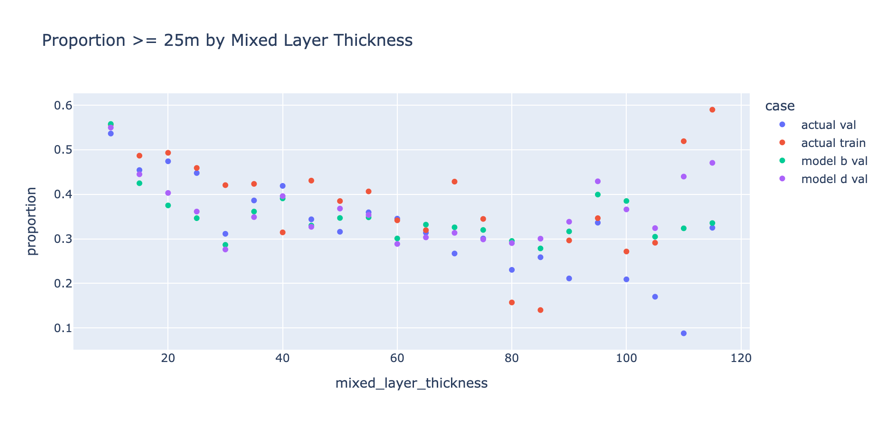 Proportion >= 25m by Mixed Layer Thickness
case
actual val
actual train
model b val
model d val
proportion
0.6
0.5
0.4
0.3
0.2
0.1
20
40
60
80
100
120
mixed_layer_thickness